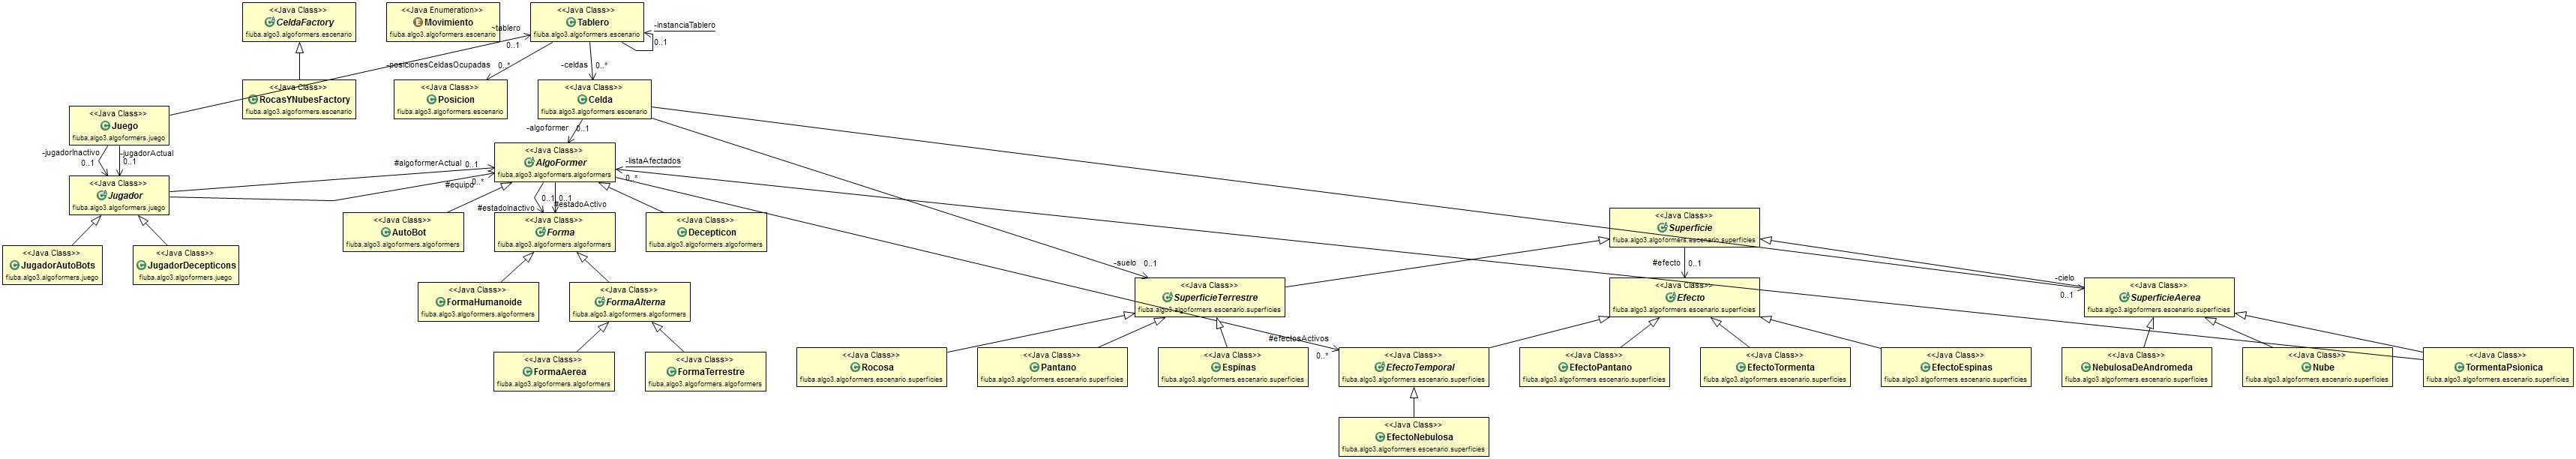 <<Java Class>>
CeldaFactory
fiuba.algo3.algoformers.escenario
<<Java Enumeration>>
Movimiento
fiuba.algo3.algoformers.escenario
<<Java Class>>
Tablero
fiuba.algo3.algoformers.escenario
-instanciaTablero
0..1
~tablero
0..1
-posicionesCeldasOcupadas
0..*
-celdas
0..*
<<Java Class>>
RocasYNubesFactory
fiuba.algo3.algoformers.escenario
<<Java Class>>
Posicion
fiuba.algo3.algoformers.escenario
<<Java Class>>
Celda
fiuba.algo3.algoformers.escenario
<<Java Class>>
Juego
fiuba.algo3.algoformers.juego
-jugadorInactivo
0..1
-jugadorActual
0..1
-algoformer
0..1
<<Java Class>>
AlgoFormer
fiuba.algo3.algoformers.algoformers
#algoformerActual
0..1
#equipo
0..*
-listaAfectados
0..*
<<Java Class>>
Jugador
fiuba.algo3.algoformers.juego
<<Java Class>>
JugadorAutoBots
fiuba.algo3.algoformers.juego
<<Java Class>>
JugadorDecepticons
fiuba.algo3.algoformers.juego
<<Java Class>>
AutoBot
fiuba.algo3.algoformers.algoformers
#estadoInactivo
0..1
#estadoActivo
0..1
<<Java Class>>
Forma
fiuba.algo3.algoformers.algoformers
<<Java Class>>
Decepticon
fiuba.algo3.algoformers.algoformers
<<Java Class>>
Superficie
fiuba.algo3.algoformers.escenario.superficies
-suelo
0..1
#efecto
0..1
-cielo
0..1
<<Java Class>>
FormaHumanoide
fiuba.algo3.algoformers.algoformers
<<Java Class>>
FormaAlterna
fiuba.algo3.algoformers.algoformers
<<Java Class>>
SuperficieTerrestre
fiuba.algo3.algoformers.escenario.superficies
<<Java Class>>
Efecto
fiuba.algo3.algoformers.escenario.superficies
<<Java Class>>
SuperficieAerea
fiuba.algo3.algoformers.escenario.superficies
#efectosActivos
0..*
<<Java Class>>
FormaAerea
fiuba.algo3.algoformers.algoformers
<<Java Class>>
FormaTerrestre
fiuba.algo3.algoformers.algoformers
<<Java Class>>
Rocosa
fiuba.algo3.algoformers.escenario.superficies
<<Java Class>>
Pantano
fiuba.algo3.algoformers.escenario.superficies
<<Java Class>>
Espinas
fiuba.algo3.algoformers.escenario.superficies
<<Java Class>>
EfectoTemporal
fiuba.algo3.algoformers.escenario.superficies
<<Java Class>>
EfectoPantano
fiuba.algo3.algoformers.escenario.superficies
<<Java Class>>
EfectoTormenta
fiuba.algo3.algoformers.escenario.superficies
<<Java Class>>
EfectoEspinas
fiuba.algo3.algoformers.escenario.superficies
<<Java Class>>
NebulosaDeAndromeda
fiuba.algo3.algoformers.escenario.superficies
<<Java Class>>
Nube
fiuba.algo3.algoformers.escenario.superficies
<<Java Class>>
TormentaPsionica
fiuba.algo3.algoformers.escenario.superficies
<<Java Class>>
EfectoNebulosa
fiuba.algo3.algoformers.escenario.superficies